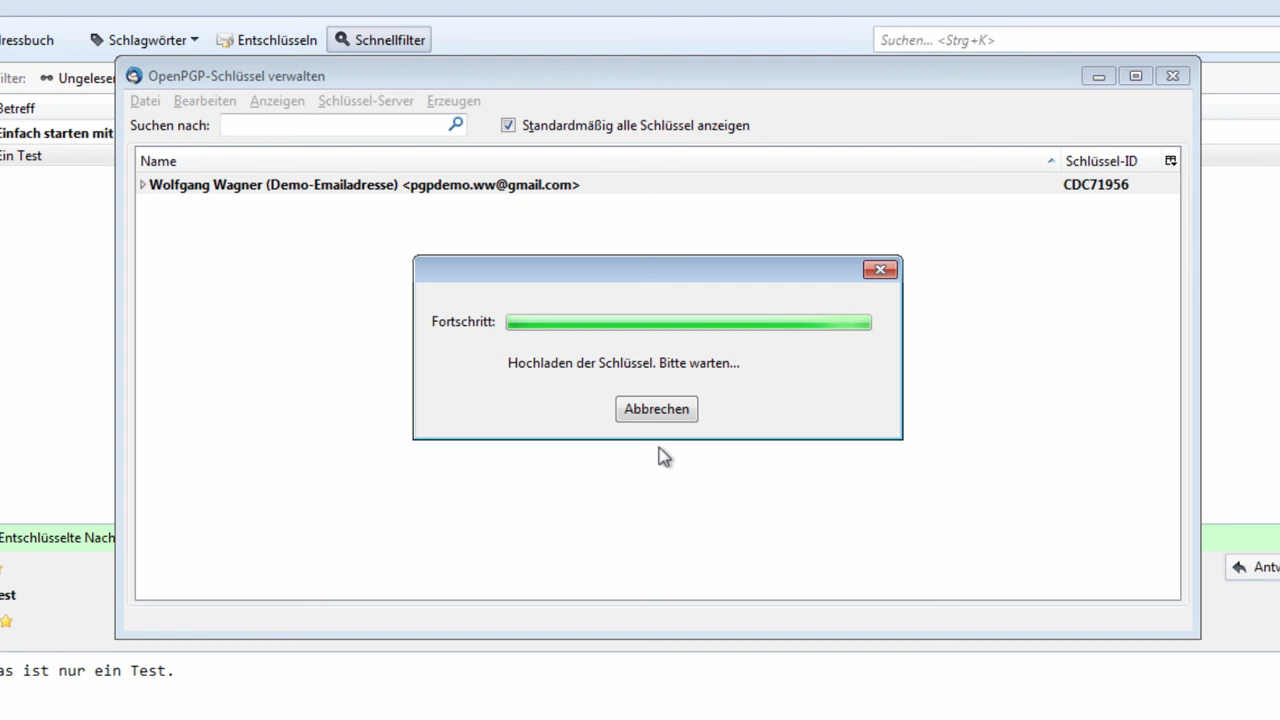 ressbuch Schlagwörter Entschlüsseln Schnellfilter Suchen... <Strg+K>
ilter: Ungelesen
OpenPGP-Schlüssel verwalten
Betreff
Datei Bearbeiten Anzeigen Schlüssel-Server Erzeugen
Suchen nach: Standardmäßig alle Schlüssel anzeigen
Einfach starten mit
Ein Test
Name Schlüssel-ID
Wolfgang Wagner (Demo-Emailadresse) <pgpdemo.ww@gmail.com> CDC71956
Fortschritt:
Hochladen der Schlüssel. Bitte warten...
Abbrechen
Entschlüsselte Nach
Antw
est
as ist nur ein Test.